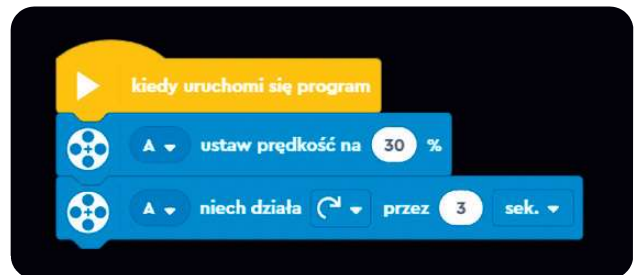 kiedy uruchomi się program
A ustaw prędkość na 30 %
A niech działa przez 3 sek.